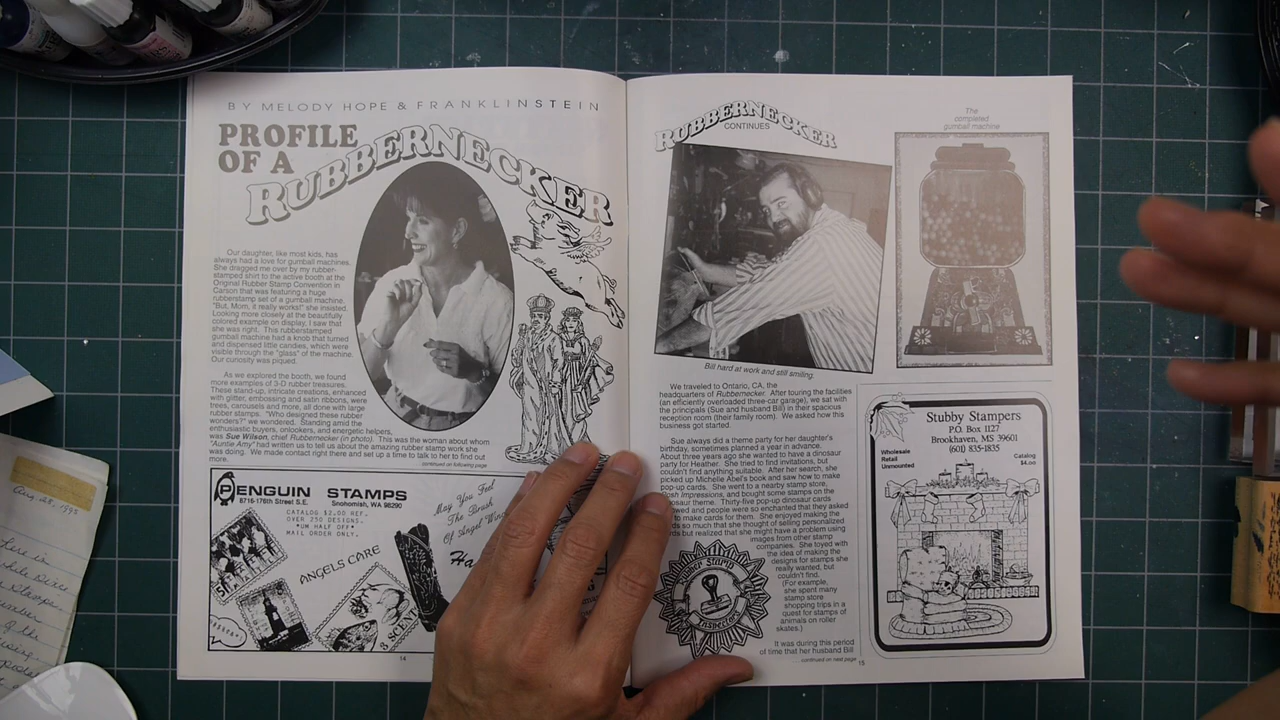 BY MELODY HOPE & FRANKLINSTEIN
PROFILE
OF A
RUBBERNECKER
Our daughter, like most kids, has
always had a love for gumball machines.
She dragged me over by my rubber-
stamped shirt to the active booth at the
Original Rubber Stamp Convention in
Carson that was featuring a huge
rubberstamp set of a gumball machine.
"But, Mom, it really works!" she insisted.
Looking more closely at the beautifully
colored example on display, I saw that
she was right. This rubberstamped
gumball machine had a knob that turned
and dispensed little candies, which were
visible through the "glass" of the machine.
Our curiosity was piqued.
As we explored the booth, we found
more examples of 3-D rubber treasures.
These stand-up, intricate creations, enhanced
with glitter, embossing and satin ribbons, were
trees, carousels and more, all done with large
rubber stamps. "Who designed these rubber
wonders?" we wondered. Standing amid the
enthusiastic buyers, onlookers, and energetic helpers,
was Sue Wilson, chief Rubbernecker (in photo). This was the woman about whom
"Auntie Amy" had written us to tell us about the amazing rubber stamp work she
was doing. We made contact right there and set up a time to talk to her to find out
more.
continued on following page
PENGUIN STAMPS
8716-176th Street S.E.
Snohomish, WA 98290
CATALOG $2.00 REF.
OVER 250 DESIGNS.
*UM HALF OFF*
MAIL ORDER ONLY.
May You Feel
The Brush
Of Angel Wings
ANGELS CARE
Ha
14
RUBBERNECKER
CONTINUES
The
completed
gumball machine
Bill hard at work and still smiling.
We traveled to Ontario, CA, the
headquarters of Rubbernecker. After touring the facilities
(an efficiently overloaded three-car garage), we sat with
the principals (Sue and husband Bill) in their spacious
reception room (their family room). We asked how this
business got started.
Sue always did a theme party for her daughter's
birthday, sometimes planned a year in advance.
About three years ago she wanted to have a dinosaur
party for Heather. She tried to find invitations, but
couldn't find anything suitable. After her search, she
picked up Michelle Abel's book and saw how to make
pop-up cards. She went to a nearby stamp store,
Posh Impressions, and bought some stamps on the
dinosaur theme. Thirty-five pop-up dinosaur cards
owed and people were so enchanted that they asked
to make cards for them. She enjoyed making the
ds so much that she thought of selling personalized
ds but realized that she might have a problem using
images from other stamp
companies. She toyed with
the idea of making the
designs for stamps she
really wanted, but
couldn't find.
(For example,
she spent many
stamp store
shopping trips in a
quest for stamps of
animals on roller
skates.)
It was during this period
of time that her husband Bill
...continued on next page
15
Rubber Stamp
Inspector
Stubby Stampers
P.O. Box 1127
Brookhaven, MS 39601
(601) 835-1835
Wholesale
Retail
Unmounted
Catalog
$4.00
Aug. 28, 1995